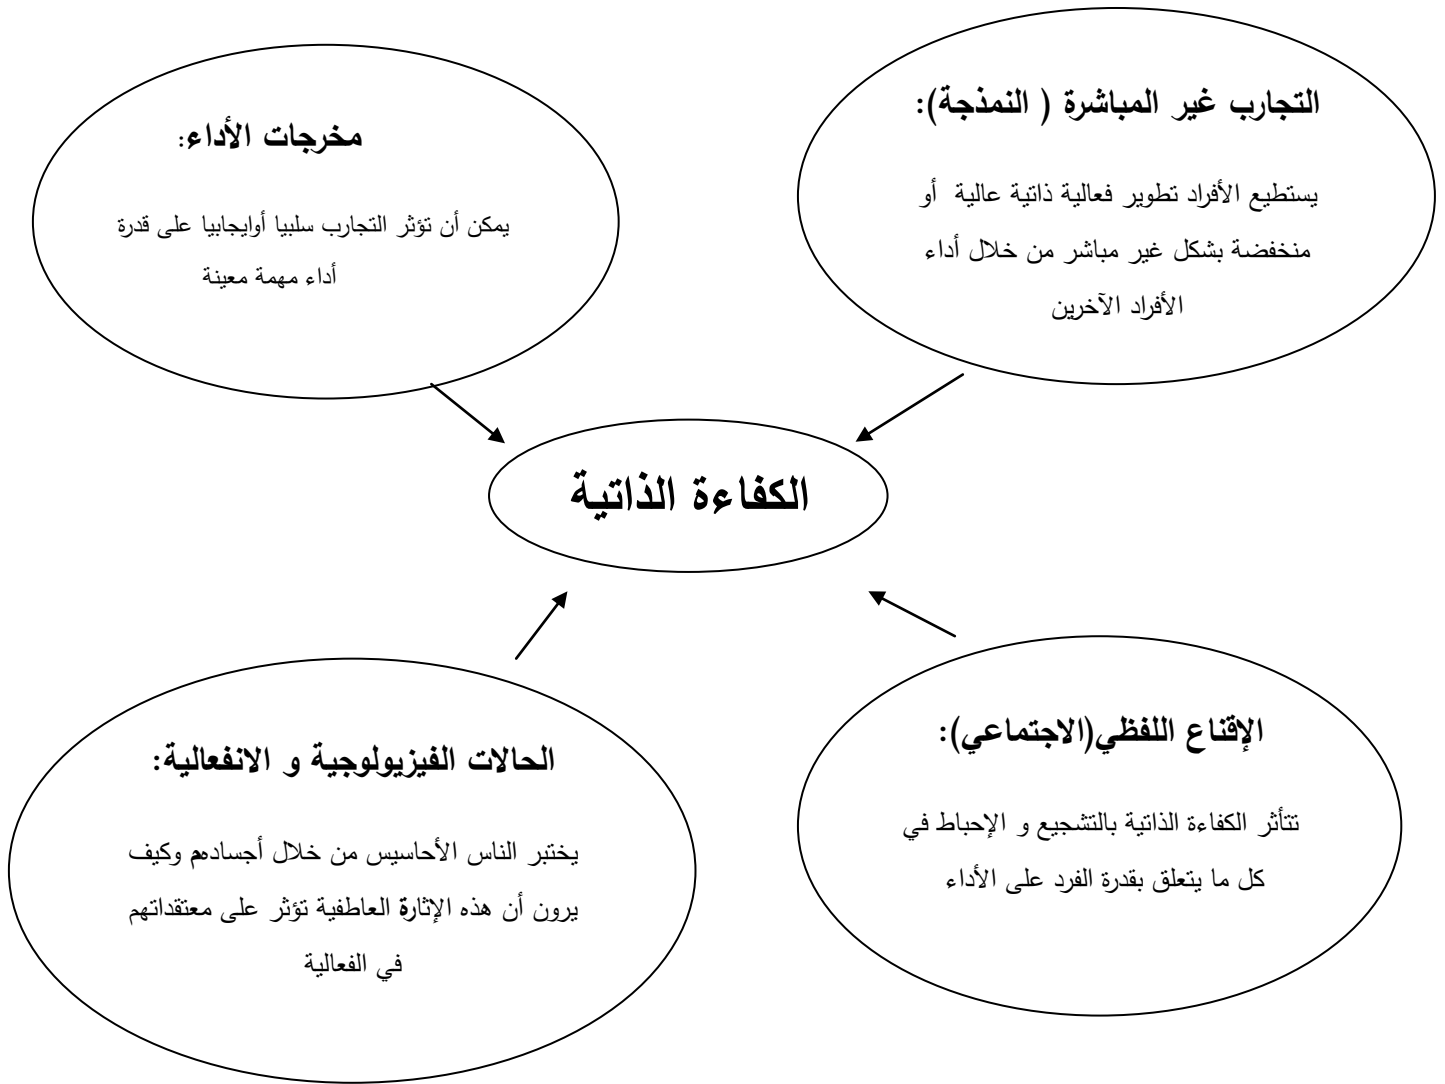 التجارب غير المباشرة ( النمذجة):
يستطيع الأفراد تطوير فعالية ذاتية عالية أو
منخفضة بشكل غير مباشر من خلال أداء
الأفراد الآخرين
مخرجات الأداء:
يمكن أن تؤثر التجارب سلبيا أوايجابيا على قدرة
أداء مهمة معينة
الكفاءة الذاتية
الإقناع اللفظي(الاجتماعي):
تتأثر الكفاءة الذاتية بالتشجيع و الإحباط في
كل ما يتعلق بقدرة الفرد على الأداء
الحالات الفيزيولوجية و الانفعالية:
يختبر الناس الأحاسيس من خلال أجسادهم وكيف
يرون أن هذه الإثارة العاطفية تؤثر على معتقداتهم
في الفعالية